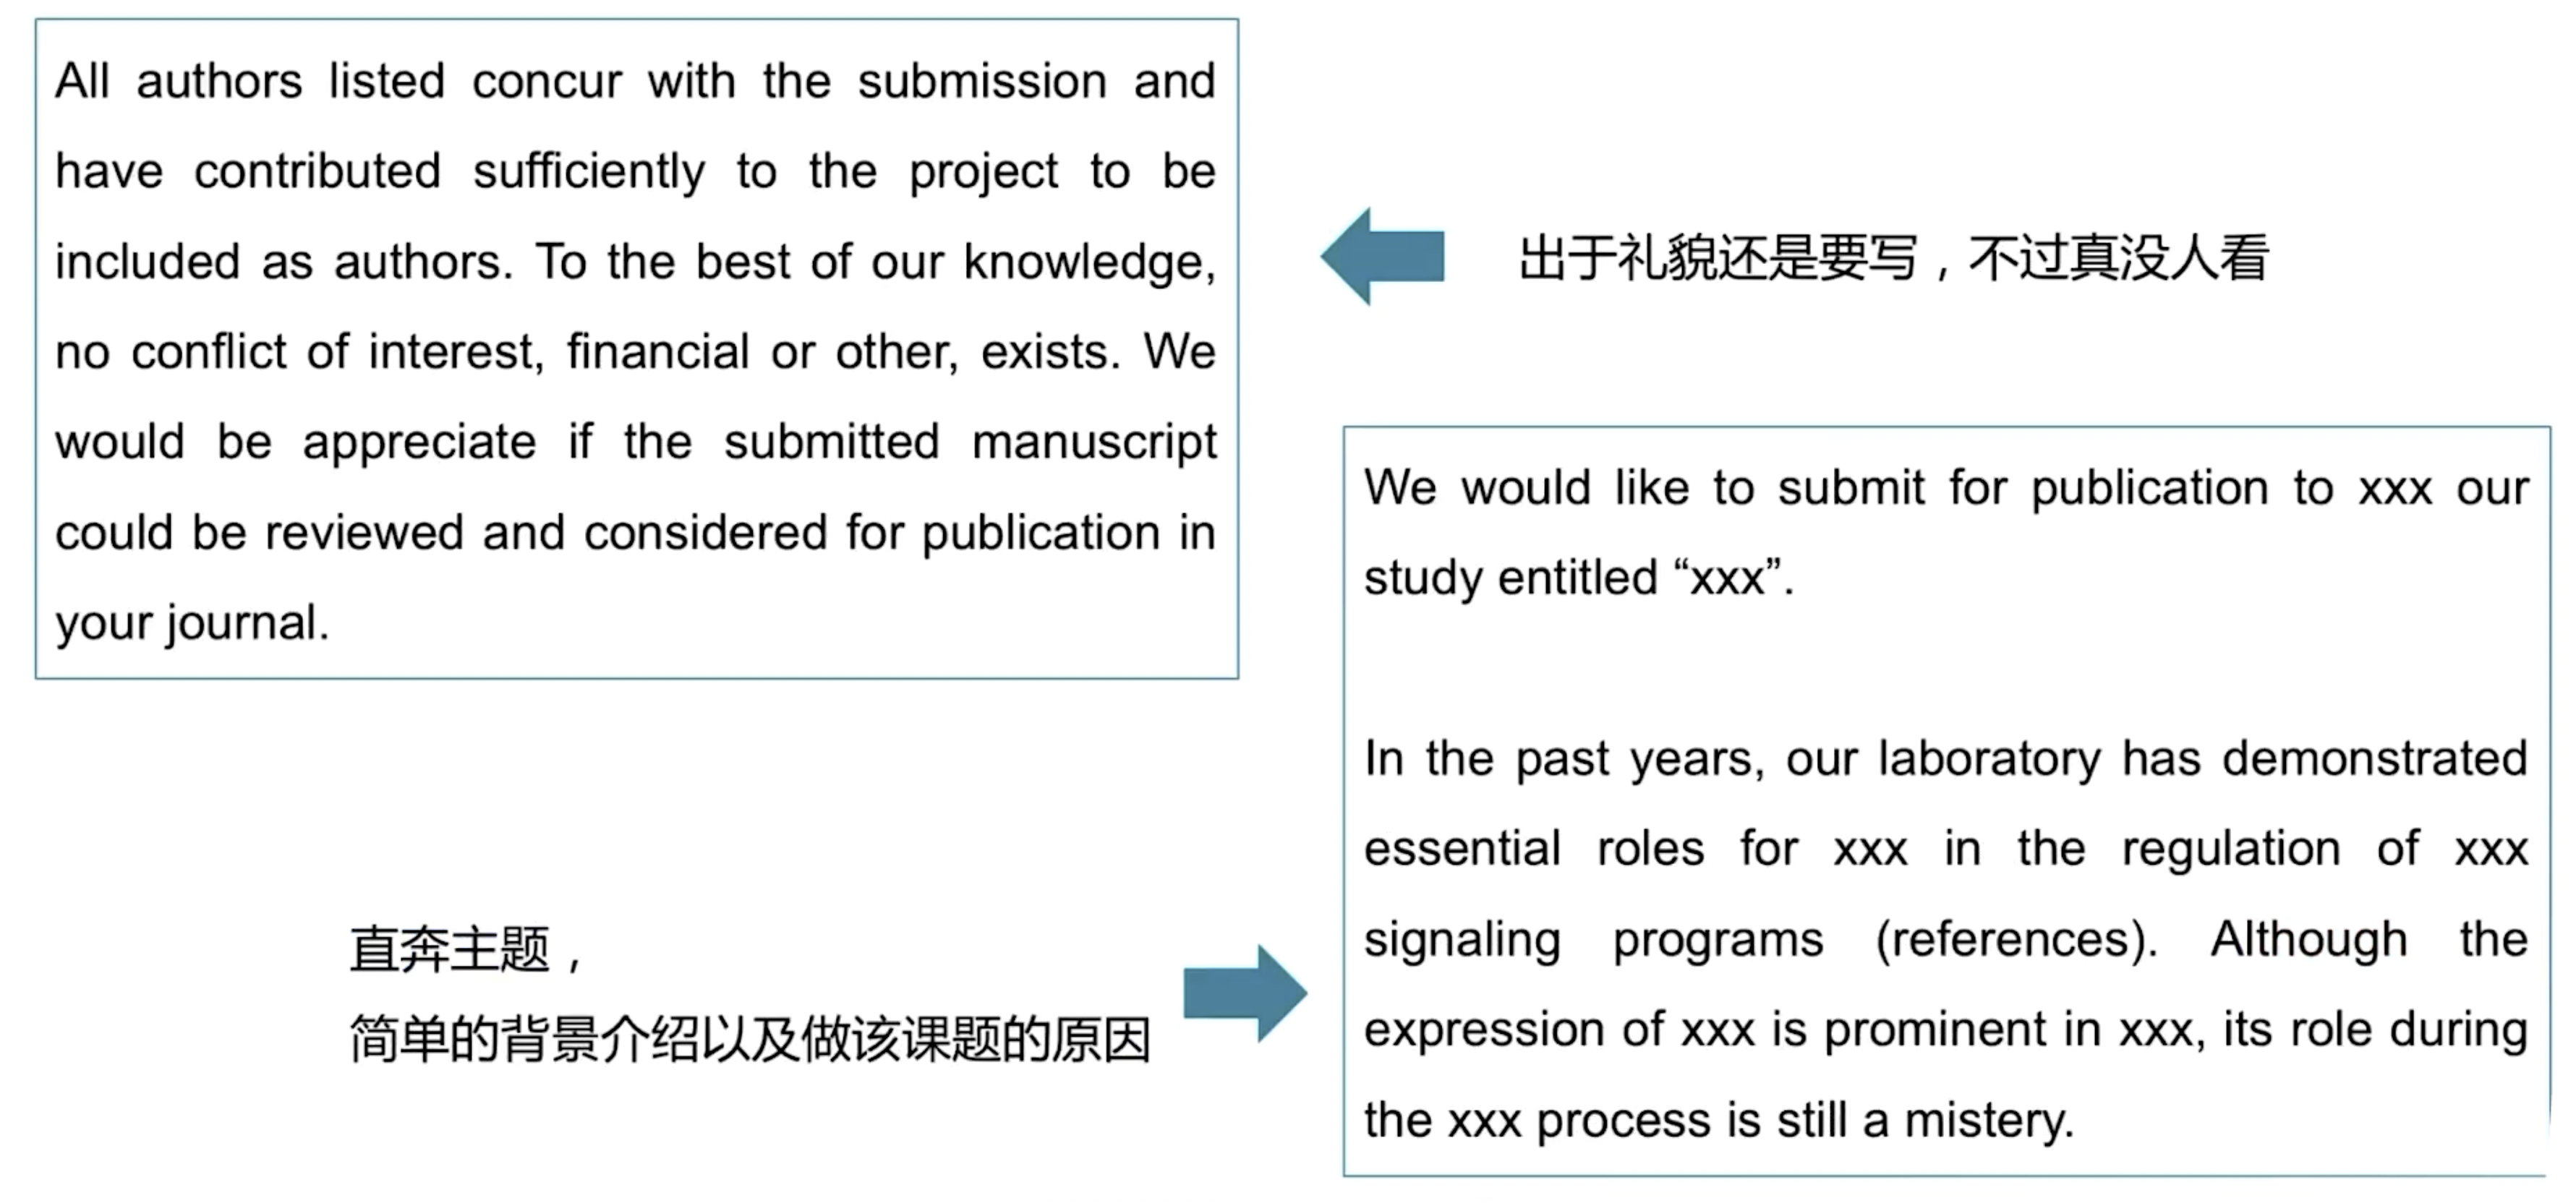 All authors listed concur with the submission and
have contributed sufficiently to the project to be
included as authors. To the best of our knowledge,
no conflict of interest, financial or other, exists. We
would be appreciate if the submitted manuscript
could be reviewed and considered for publication in
your journal.
出于礼貌还是要写，不过真没人看
We would like to submit for publication to xxx our
study entitled “xxx”.
In the past years, our laboratory has demonstrated
essential roles for xxx in the regulation of xxx
signaling programs (references). Although the
expression of xxx is prominent in xxx, its role during
the xxx process is still a mistery.
直奔主题，
简单的背景介绍以及做该课题的原因